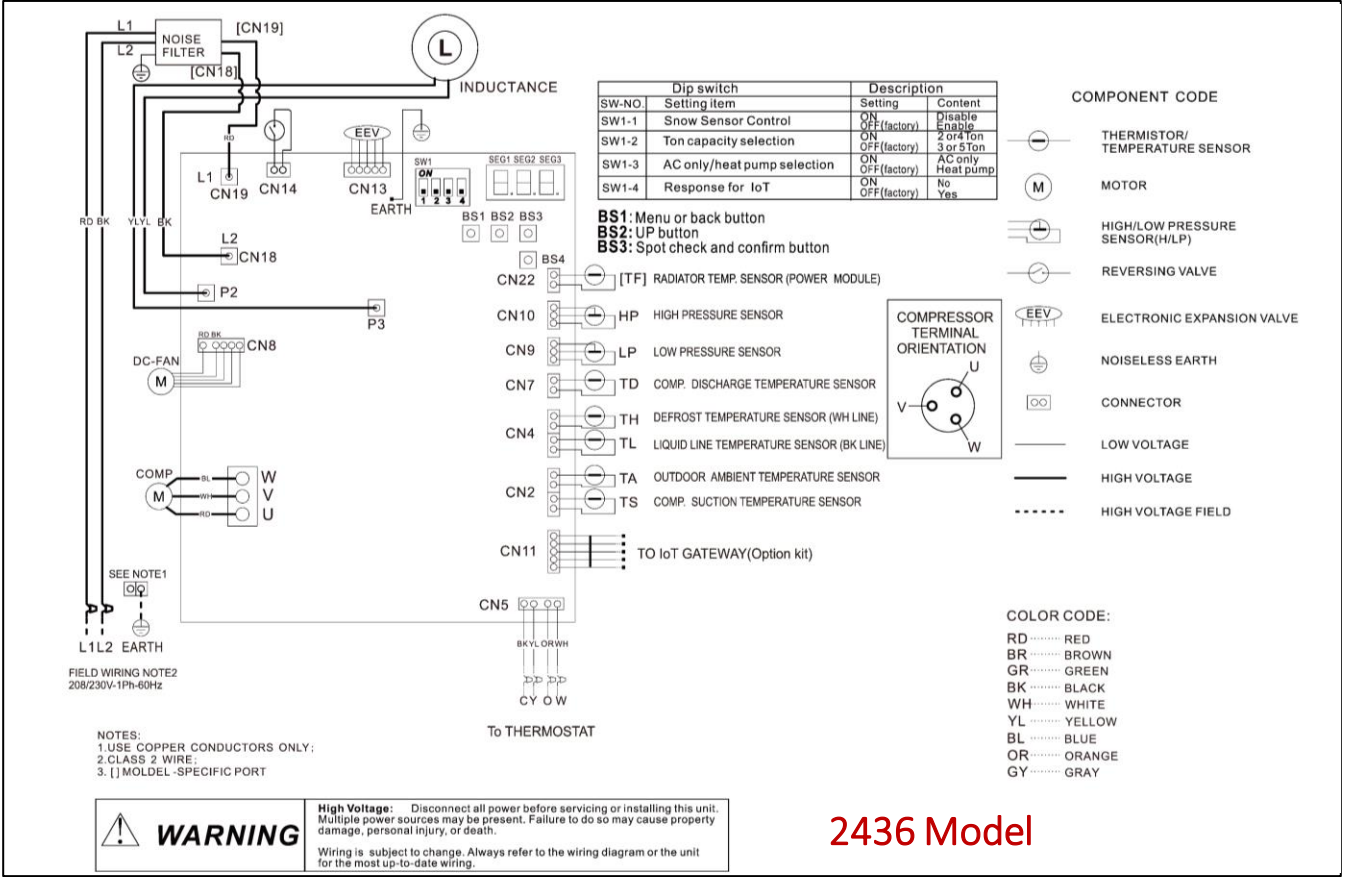 L1
L2
NOISE
FILTER
[CN19]
[CN18]
L
INDUCTANCE
RD
EEV
L1
CN19
CN14
CN13
EARTH
SW1
ON
1 2 3 4
SEG1 SEG2 SEG3
BS1 BS2 BS3
BS4
RD BK
YLYL
BK
L2
CN18
P2
P3
RD BK
CN8
DC-FAN
M
COMP
M
BL
WH
RD
W
V
U
SEE NOTE1
L1L2 EARTH
FIELD WIRING NOTE2
208/230V-1Ph-60Hz
Dip switch Description
SW-NO. Setting item Setting Content
SW1-1 Snow Sensor Control ON Disable
OFF(factory) Enable
SW1-2 Ton capacity selection ON 2 or4Ton
OFF(factory) 3 or5Ton
SW1-3 AC only/heat pump selection ON AC only
OFF(factory) Heat pump
SW1-4 Response for IoT ON No
OFF(factory) Yes
BS1: Menu or back button
BS2: UP button
BS3: Spot check and confirm button
CN22 [TF] RADIATOR TEMP. SENSOR (POWER MODULE)
CN10 HP HIGH PRESSURE SENSOR
CN9 LP LOW PRESSURE SENSOR
CN7 TD COMP. DISCHARGE TEMPERATURE SENSOR
CN4 TH DEFROST TEMPERATURE SENSOR (WH LINE)
TL LIQUID LINE TEMPERATURE SENSOR (BK LINE)
CN2 TA OUTDOOR AMBIENT TEMPERATURE SENSOR
TS COMP. SUCTION TEMPERATURE SENSOR
CN11 TO IoT GATEWAY(Option kit)
CN5
BKYLORWH
CY O W
To THERMOSTAT
COMPRESSOR
TERMINAL
ORIENTATION
U
V
W
COMPONENT CODE
THERMISTOR/
TEMPERATURE SENSOR
M MOTOR
HIGH/LOW PRESSURE
SENSOR(H/LP)
REVERSING VALVE
EEV ELECTRONIC EXPANSION VALVE
NOISELESS EARTH
CONNECTOR
LOW VOLTAGE
HIGH VOLTAGE
HIGH VOLTAGE FIELD
COLOR CODE:
RD ········ RED
BR ········ BROWN
GR ········ GREEN
BK ········ BLACK
WH ········ WHITE
YL ········ YELLOW
BL ········ BLUE
OR ········ ORANGE
GY ········ GRAY
NOTES:
1.USE COPPER CONDUCTORS ONLY;
2.CLASS 2 WIRE;
3. [ ] MOLDEL -SPECIFIC PORT
WARNING
High Voltage: Disconnect all power before servicing or installing this unit.
Multiple power sources may be present. Failure to do so may cause property
damage, personal injury, or death.
Wiring is subject to change. Always refer to the wiring diagram or the unit
for the most up-to-date wiring.
2436 Model